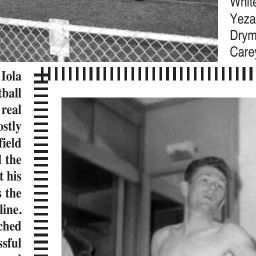 White
Yeza
Drym
Carey
Iola
tball
real
ostly
field
l the
t his
s the
line.
ched
ssful